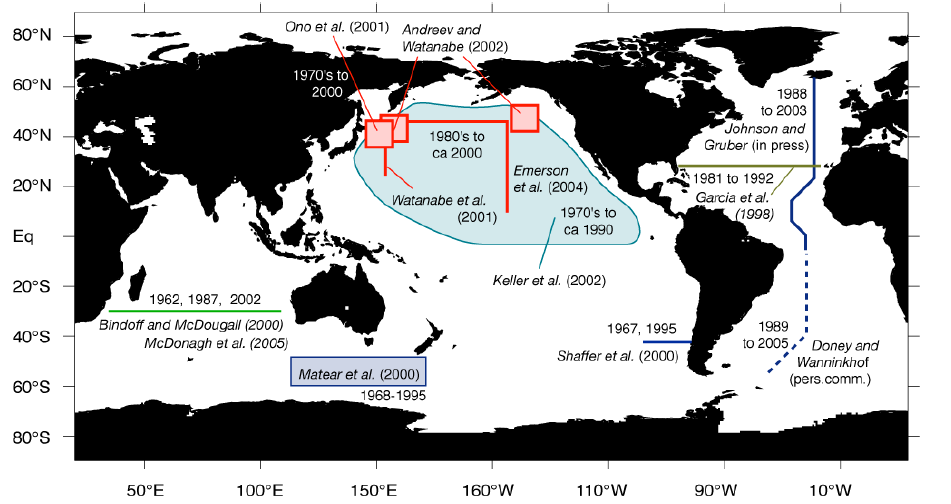 Ono et al. (2001)
Andreev and
Watanabe (2002)
80°N
60°N
40°N
20°N
Eq
20°S
40°S
60°S
80°S
1970's to
2000
1980's to
ca 2000
Emerson
et al. (2004)
Watanabe et al.
(2001)
1970's to
ca 1990
Keller et al. (2002)
1988
to 2003
Johnson and
Gruber (in press)
1981 to 1992
Garcia et al.
(1998)
1962, 1987, 2002
Bindoff and McDougall (2000)
McDonagh et al. (2005)
Matear et al. (2000)
1968-1995
1967, 1995
Shaffer et al. (2000)
1989
to 2005
Doney and
Wanninkhof
(pers.comm.)
50°E
100°E
150°E
160°W
110°W
90°W
10°W